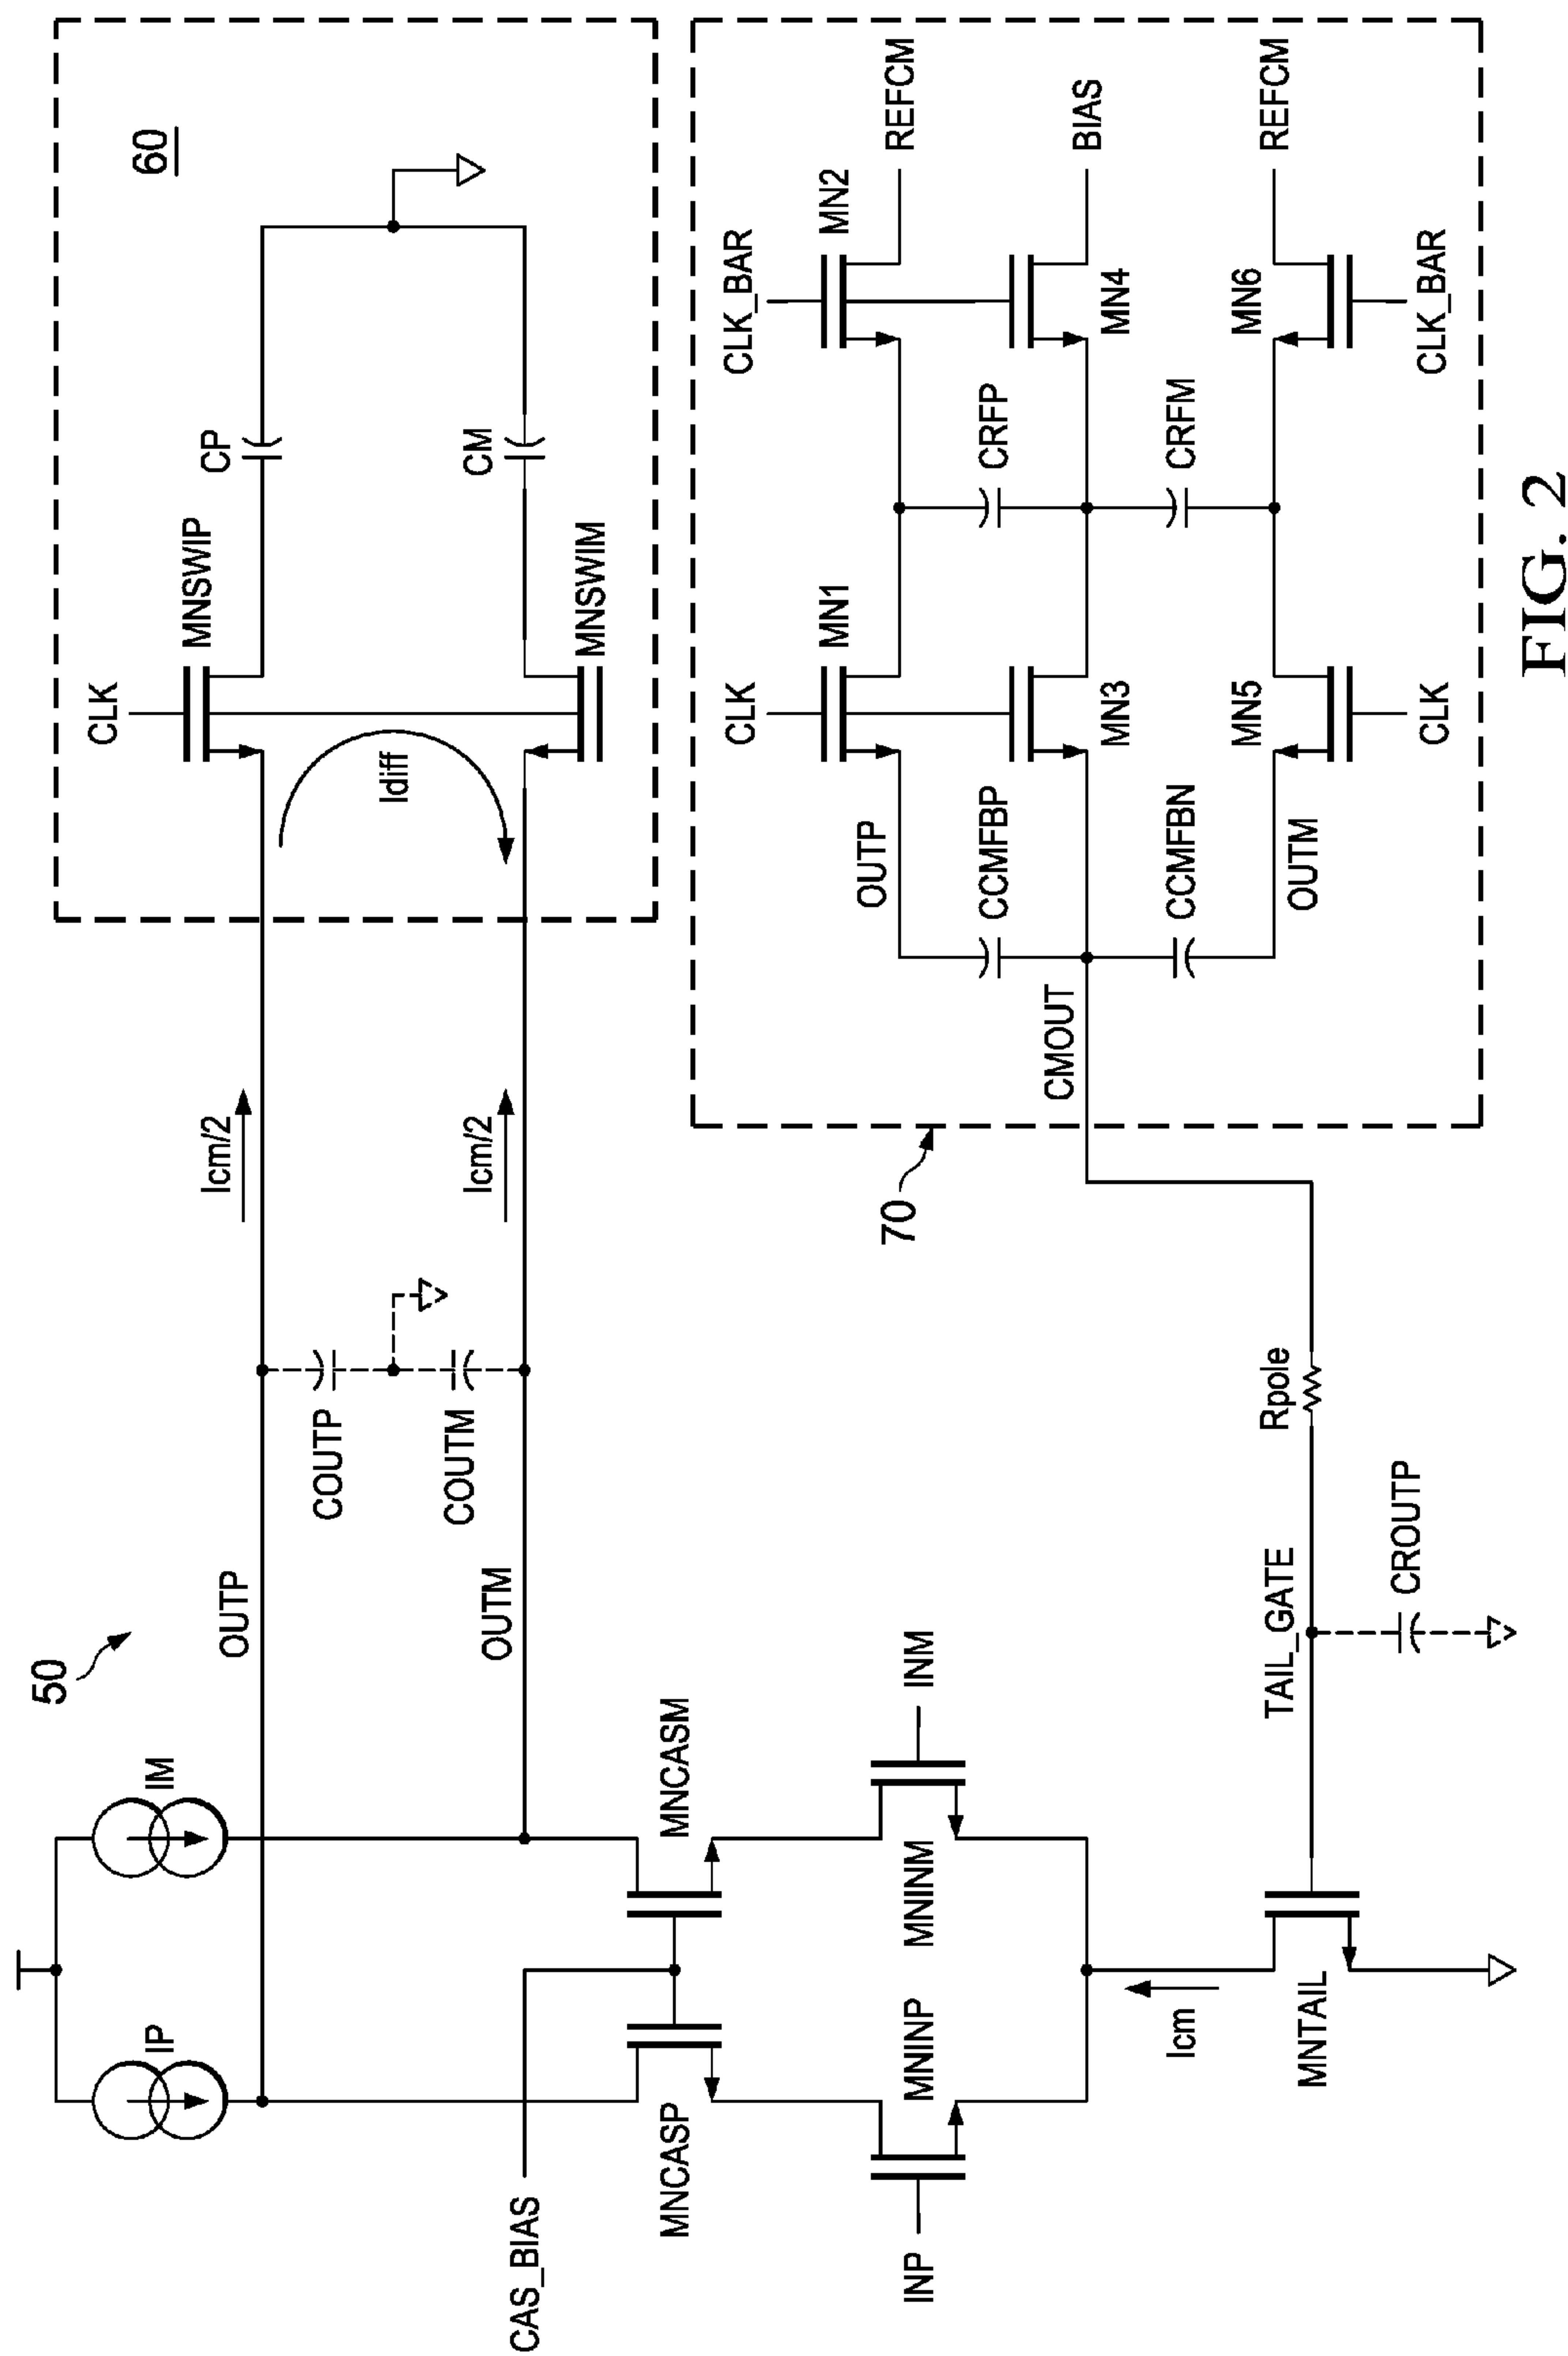 50
IP
IM
OUTP
OUTM
COUTP
COUTM
Icm/2
Icm/2
CAS_BIAS
MNCASP
MNCASM
INP
MNINP
MNINM
INM
Icm
MNTAIL
TAIL_GATE
CROUTP
Rpole
60
CLK
MNSWIP
CP
Idiff
MNSWIM
CM
70
CMOUT
CLK
MN1
OUTP
CCMFBP
MN3
CCMFBN
OUTM
MN5
CLK
CLK_BAR
MN2
REFCM
CRFP
MN4
BIAS
CRFM
MN6
REFCM
CLK_BAR
FIG. 2